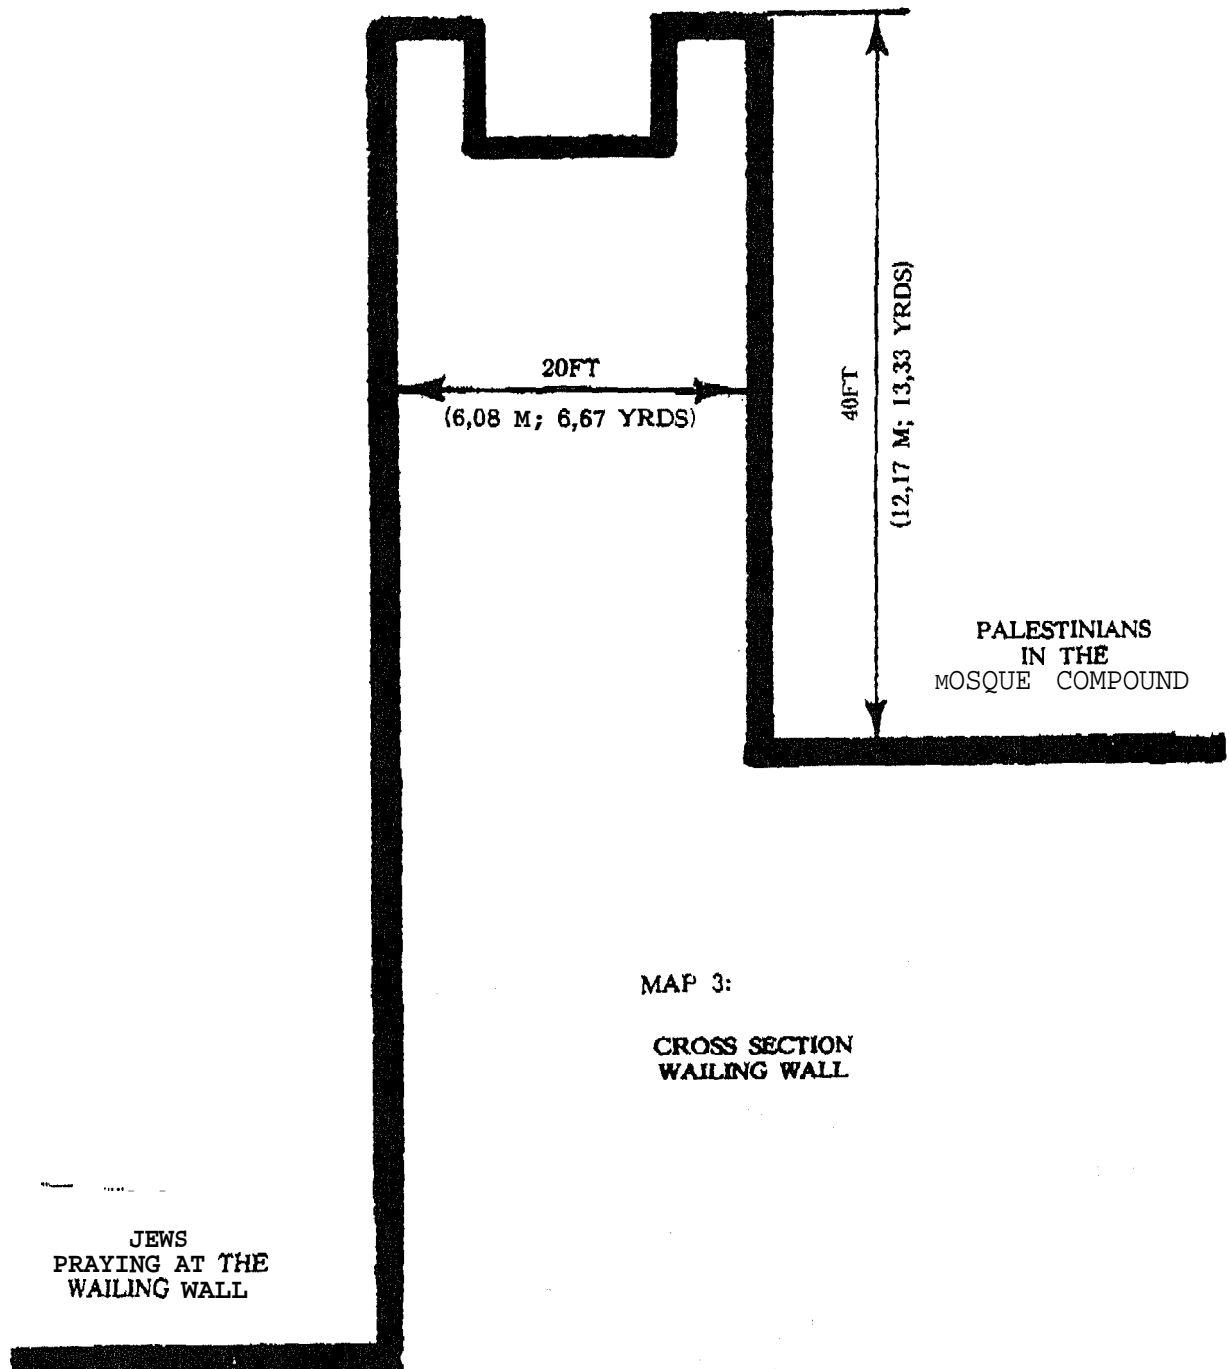 20FT
(6,08 M; 6,67 YRDS)
40FT
(12,17 M; 13,33 YRDS)
PALESTINIANS
IN THE
MOSQUE COMPOUND
MAP 3:
CROSS SECTION
WAILING WALL
JEWS
PRAYING AT THE
WAILING WALL